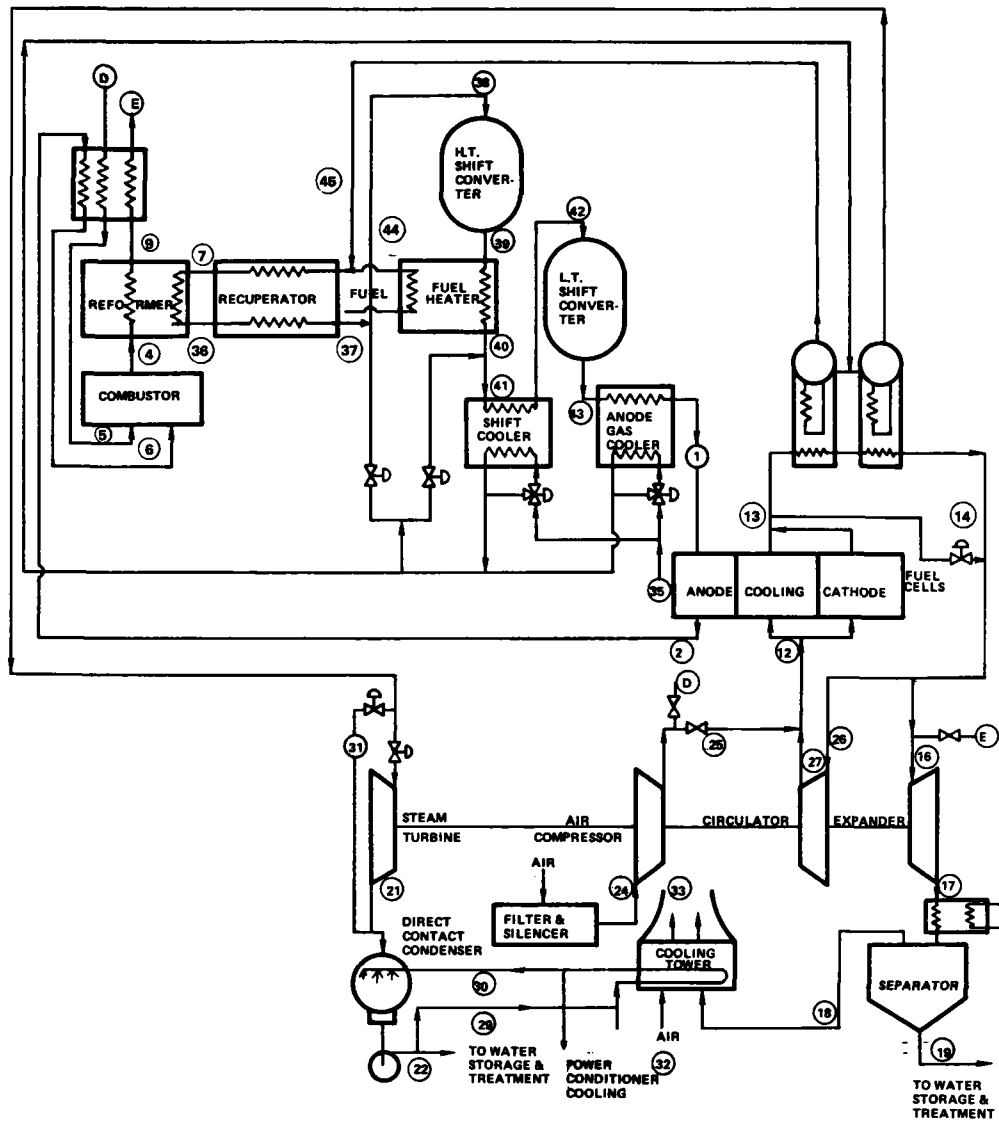 38
D
E
H.T.
SHIFT
CONVER-
TER
45
42
44
39
9
7
L.T.
SHIFT
CONVER-
TER
REFORMER
RECUPERATOR
FUEL
FUEL
HEATER
4
36
37
40
COMBUSTOR
41
43
SHIFT
COOLER
ANODE
GAS
COOLER
5
6
1
13
14
35
ANODE
COOLING
CATHODE
FUEL
CELLS
2
12
D
31
25
26
E
27
16
STEAM
TURBINE
AIR
COMPRESSOR
CIRCULATOR
EXPANDER
AIR
21
24
33
17
FILTER &
SILENCER
DIRECT
CONTACT
CONDENSER
COOLING
TOWER
SEPARATOR
30
18
29
AIR
22
TO WATER
STORAGE &
TREATMENT
POWER
CONDITIONER
COOLING
32
19
TO WATER
STORAGE &
TREATMENT